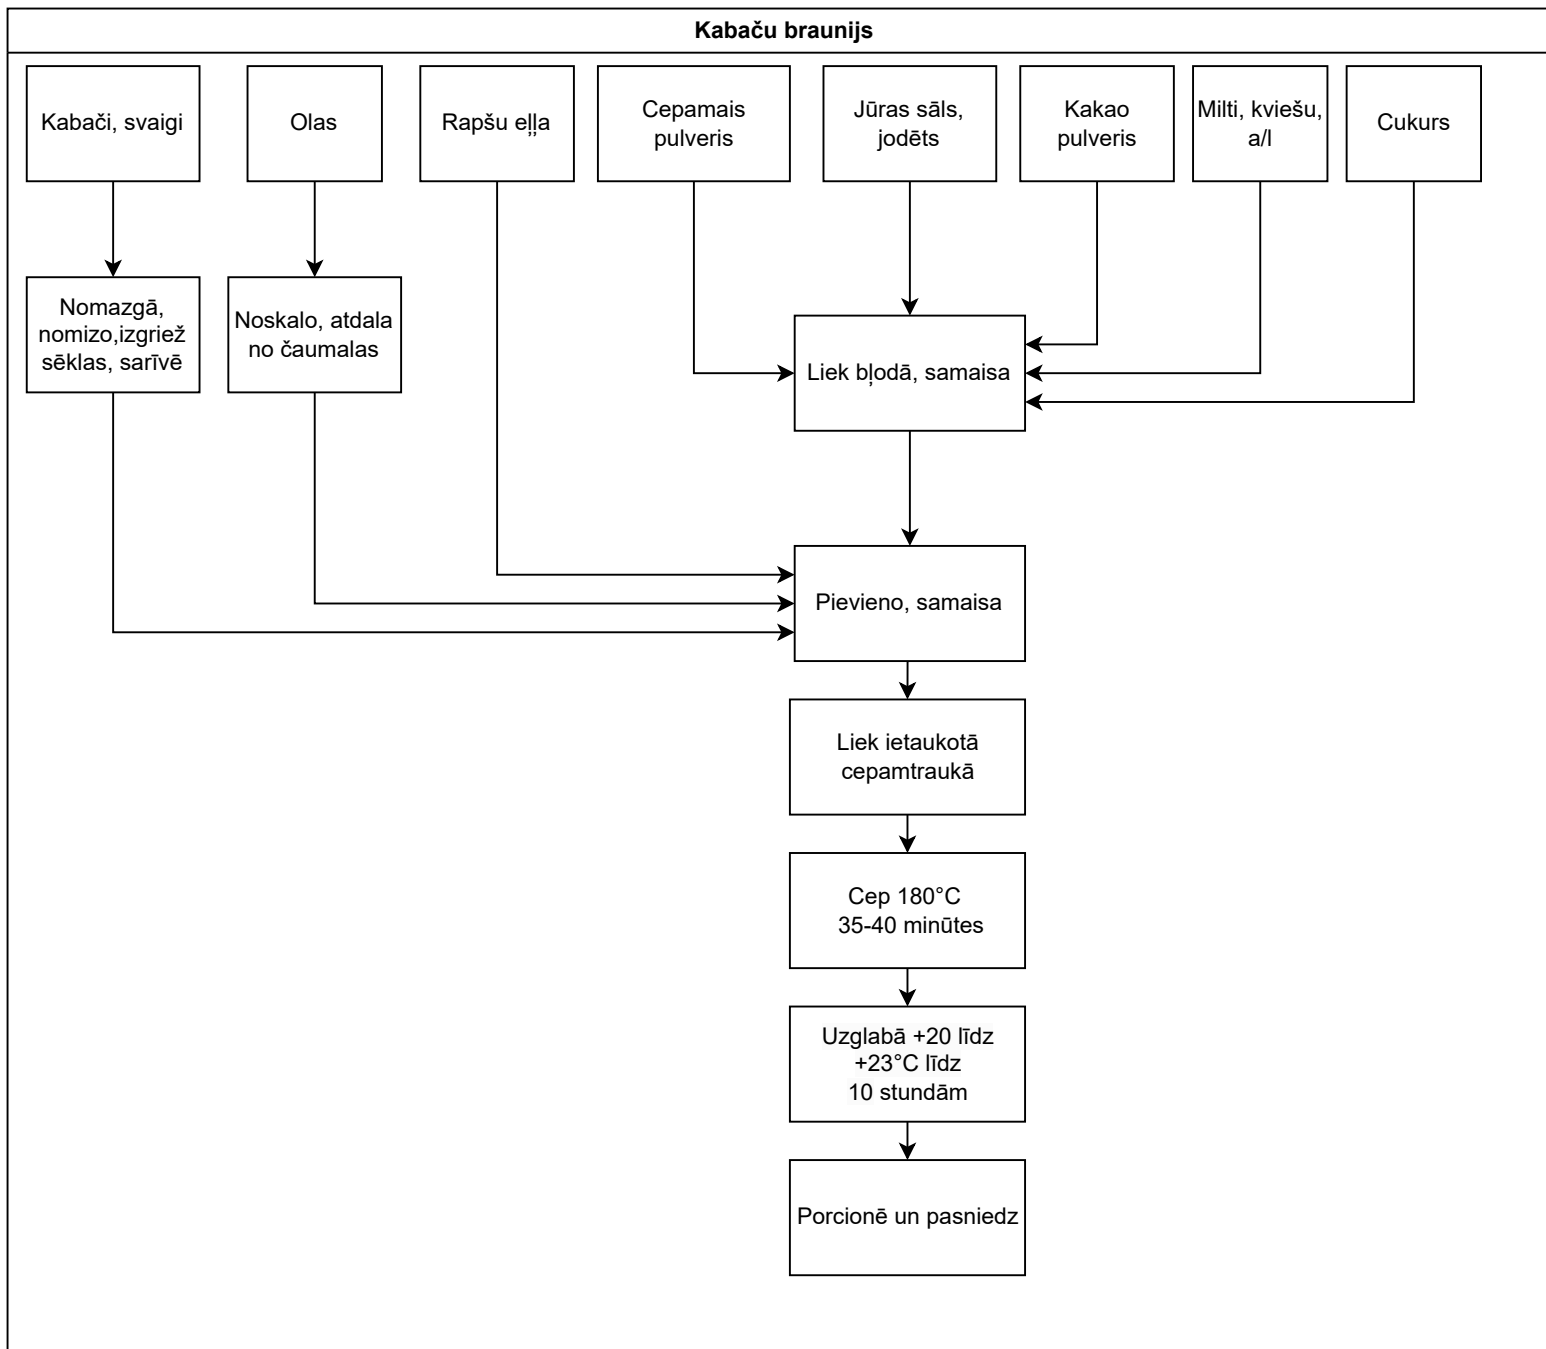 Kabaču braunijs
Kabači, svaigi
Olas
Rapšu eļļa
Cepamais
pulveris
Jūras sāls,
jodēts
Kakao
pulveris
Milti, kviešu,
a/l
Cukurs
Nomazgā,
nomizo,izgriež
sēklas, sarīvē
Noskalo, atdala
no čaumalas
Liek bļodā, samaisa
Pievieno, samaisa
Liek ietaukotā
cepamtraukā
Cep 180°C
35-40 minūtes
Uzglabā +20 līdz
+23°C līdz
10 stundām
Porcionē un pasniedz